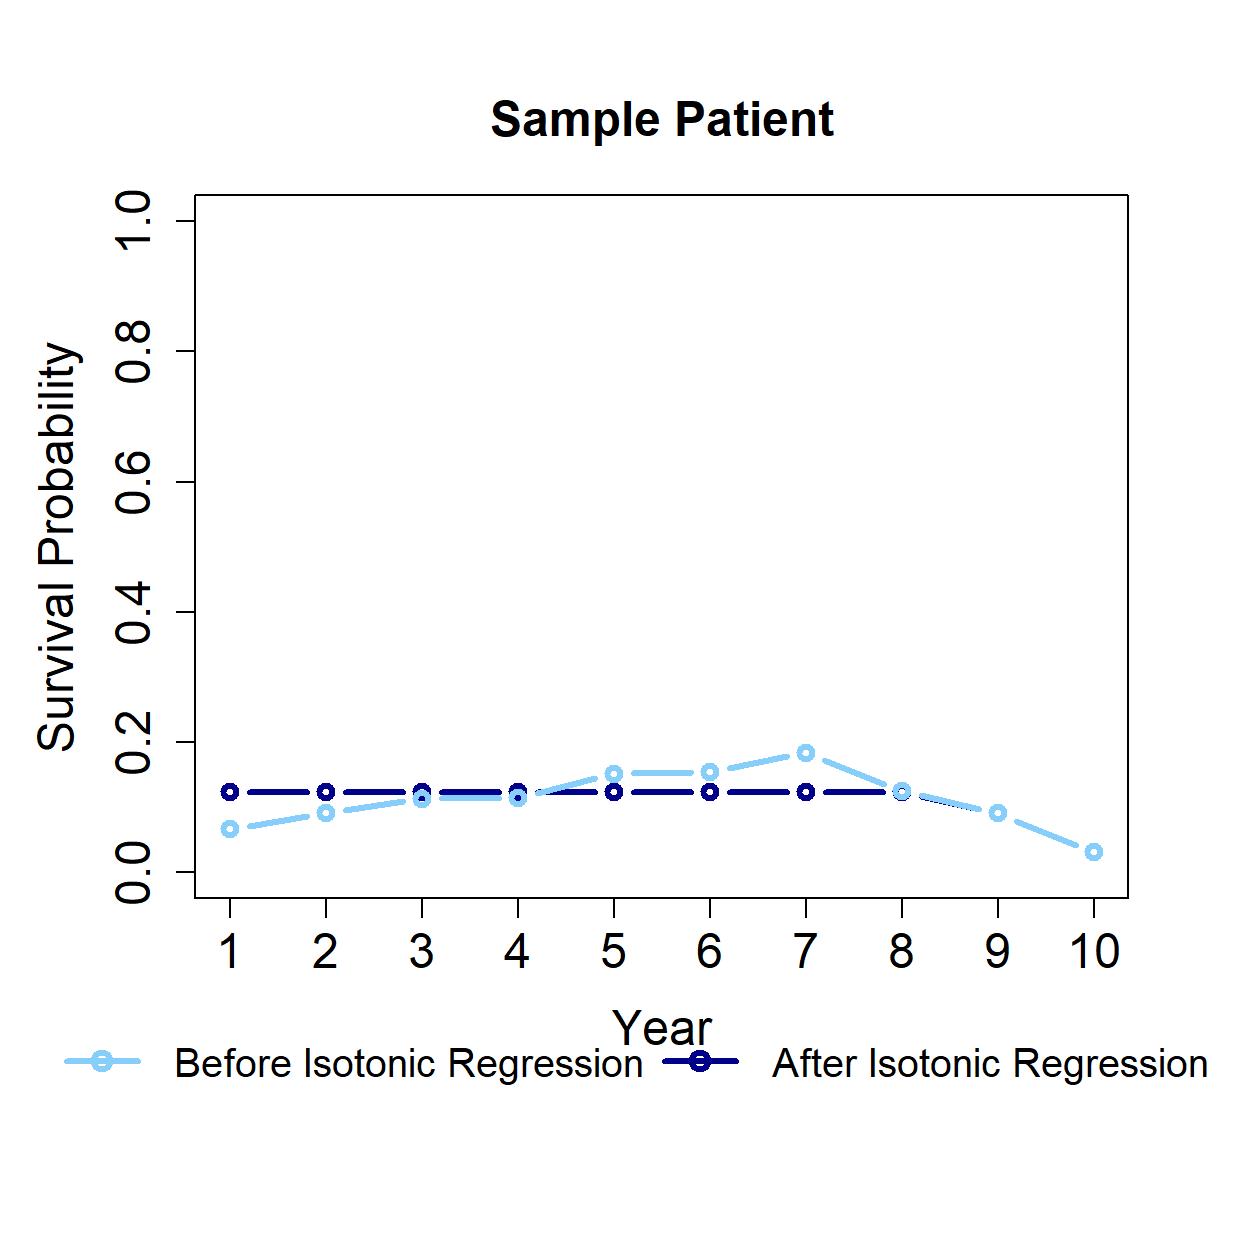 Sample Patient
Survival Probability
1.0
0.8
0.6
0.4
0.2
0.0
1 2 3 4 5 6 7 8 9 10
Year
Before Isotonic Regression After Isotonic Regression